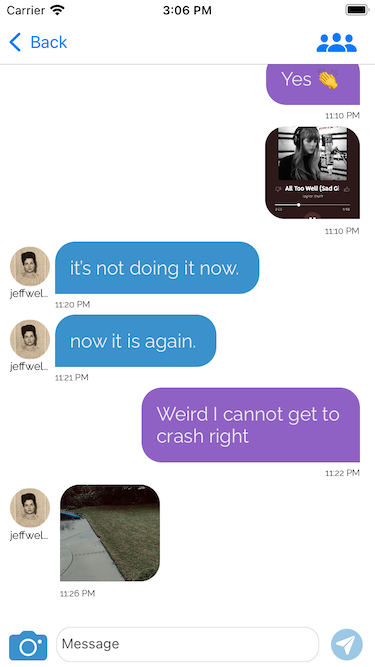 Carrier 3:06 PM
Back
Yes 👏
11:10 PM
All Too Well (Sad Gi
taylor swift
11:10 PM
it's not doing it now.
jeffwel...
11:20 PM
now it is again.
jeffwel...
11:21 PM
Weird I cannot get to
crash right
11:22 PM
jeffwel...
11:26 PM
Message